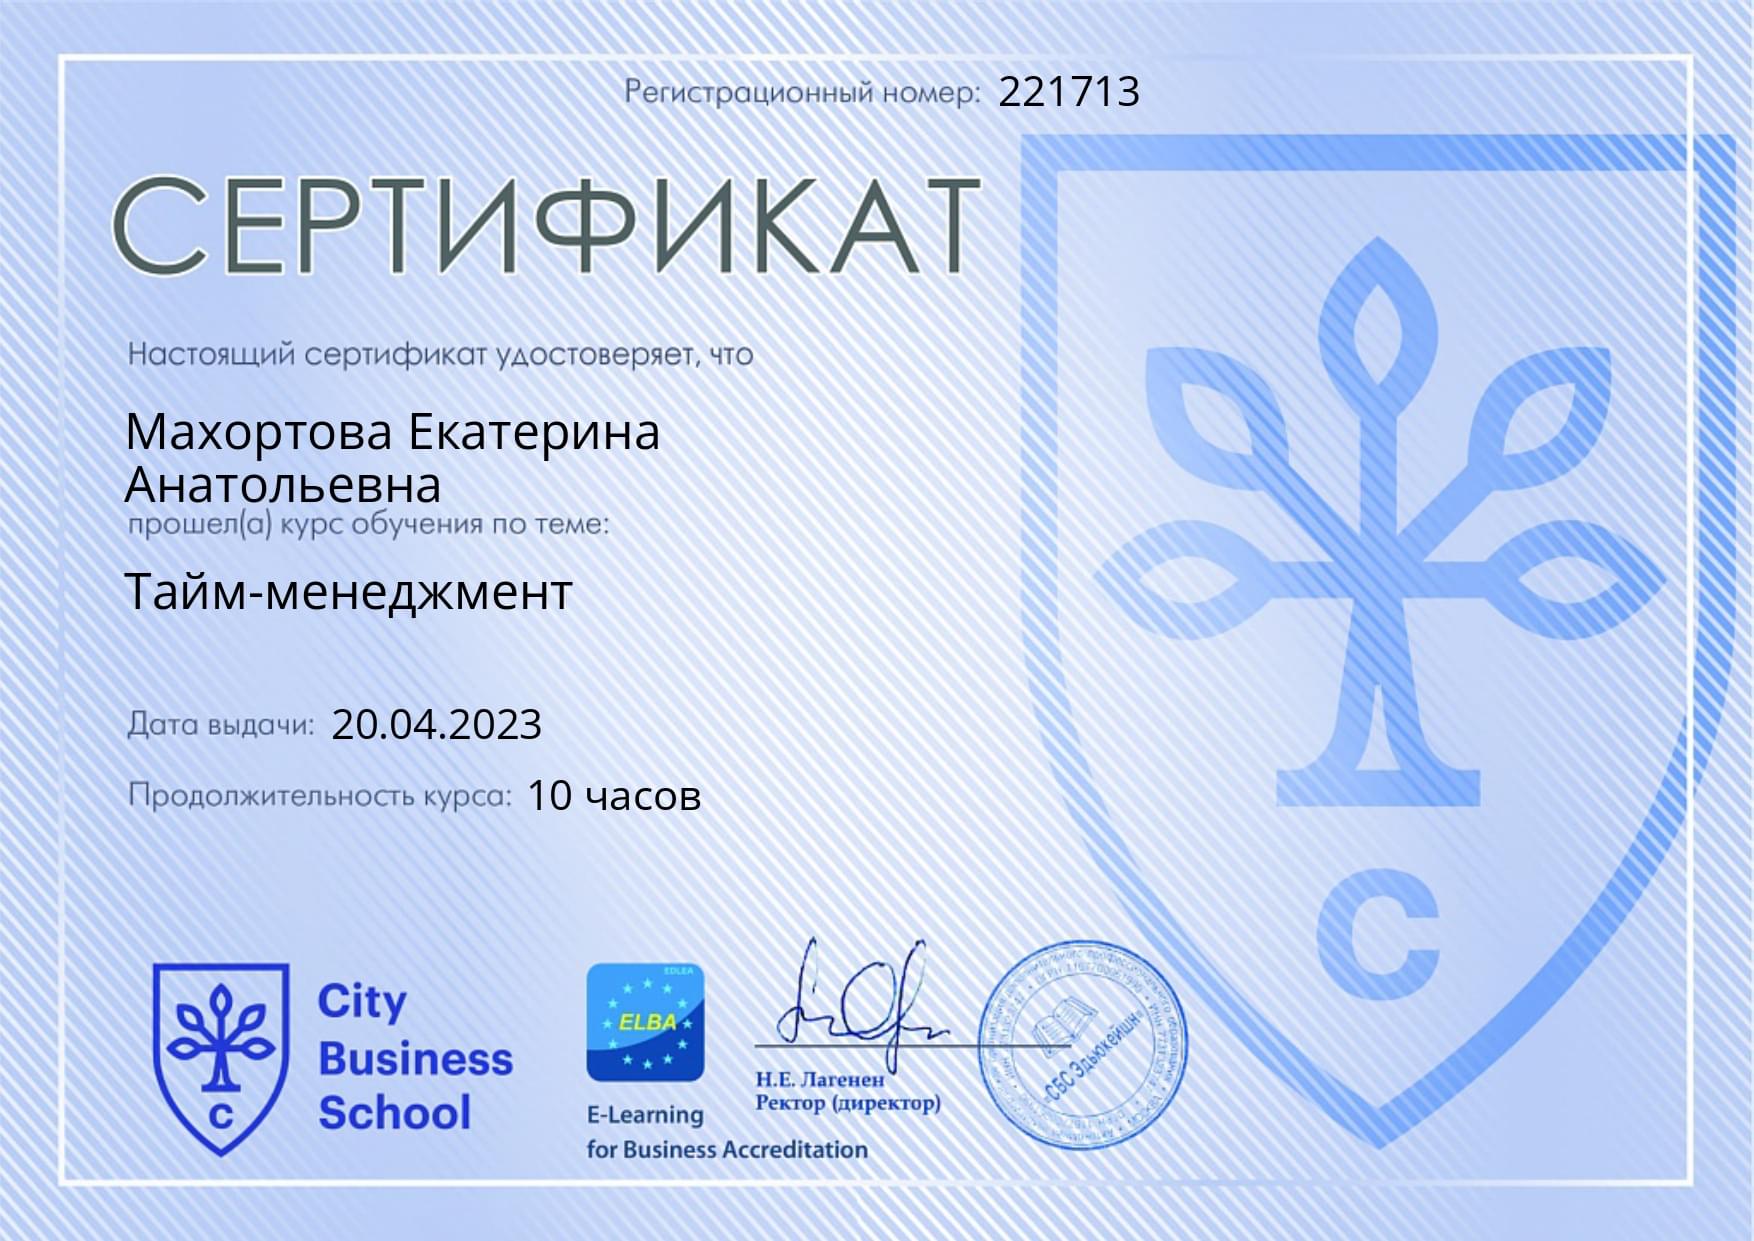 Регистрационный номер: 221713
СЕРТИФИКАТ
Настоящий сертификат удостоверяет, что
Махортова Екатерина
Анатольевна
прошел(а) курс обучения по теме:
Тайм-менеджмент
Дата выдачи: 20.04.2023
Продолжительность курса: 10 часов
C
City
Business
School
C
EDLEA
ELBA
E-Learning
for Business Accreditation
Н.Е. Лагенен
Ректор (директор)
«СБС Эдьюкейшн»